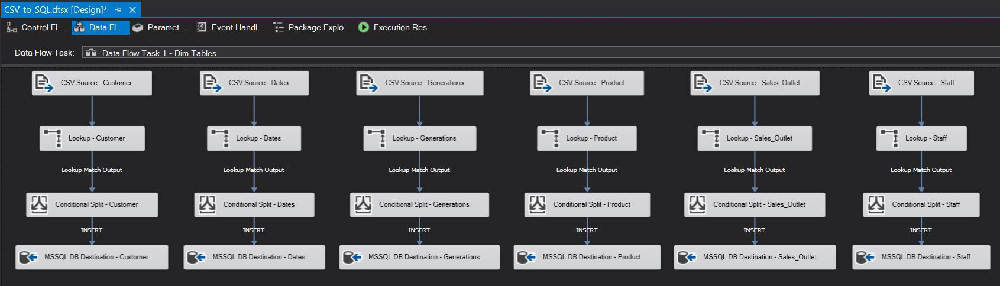 CSV_to_SQL.dtsx [Design]*
Control Fl... Data Fl... Paramet... Event Handl... Package Explo... Execution Res...
Data Flow Task: Data Flow Task 1 - Dim Tables
CSV Source - Customer CSV Source - Dates CSV Source - Generations CSV Source - Product CSV Source - Sales_Outlet CSV Source - Staff
Lookup - Customer Lookup - Dates Lookup - Generations Lookup - Product Lookup - Sales_Outlet Lookup - Staff
Lookup Match Output Lookup Match Output Lookup Match Output Lookup Match Output Lookup Match Output Lookup Match Output
Conditional Split - Customer Conditional Split - Dates Conditional Split - Generations Conditional Split - Product Conditional Split - Sales_Outlet Conditional Split - Staff
INSERT INSERT INSERT INSERT INSERT INSERT
MSSQL DB Destination - Customer MSSQL DB Destination - Dates MSSQL DB Destination - Generations MSSQL DB Destination - Product MSSQL DB Destination - Sales_Outlet MSSQL DB Destination - Staff